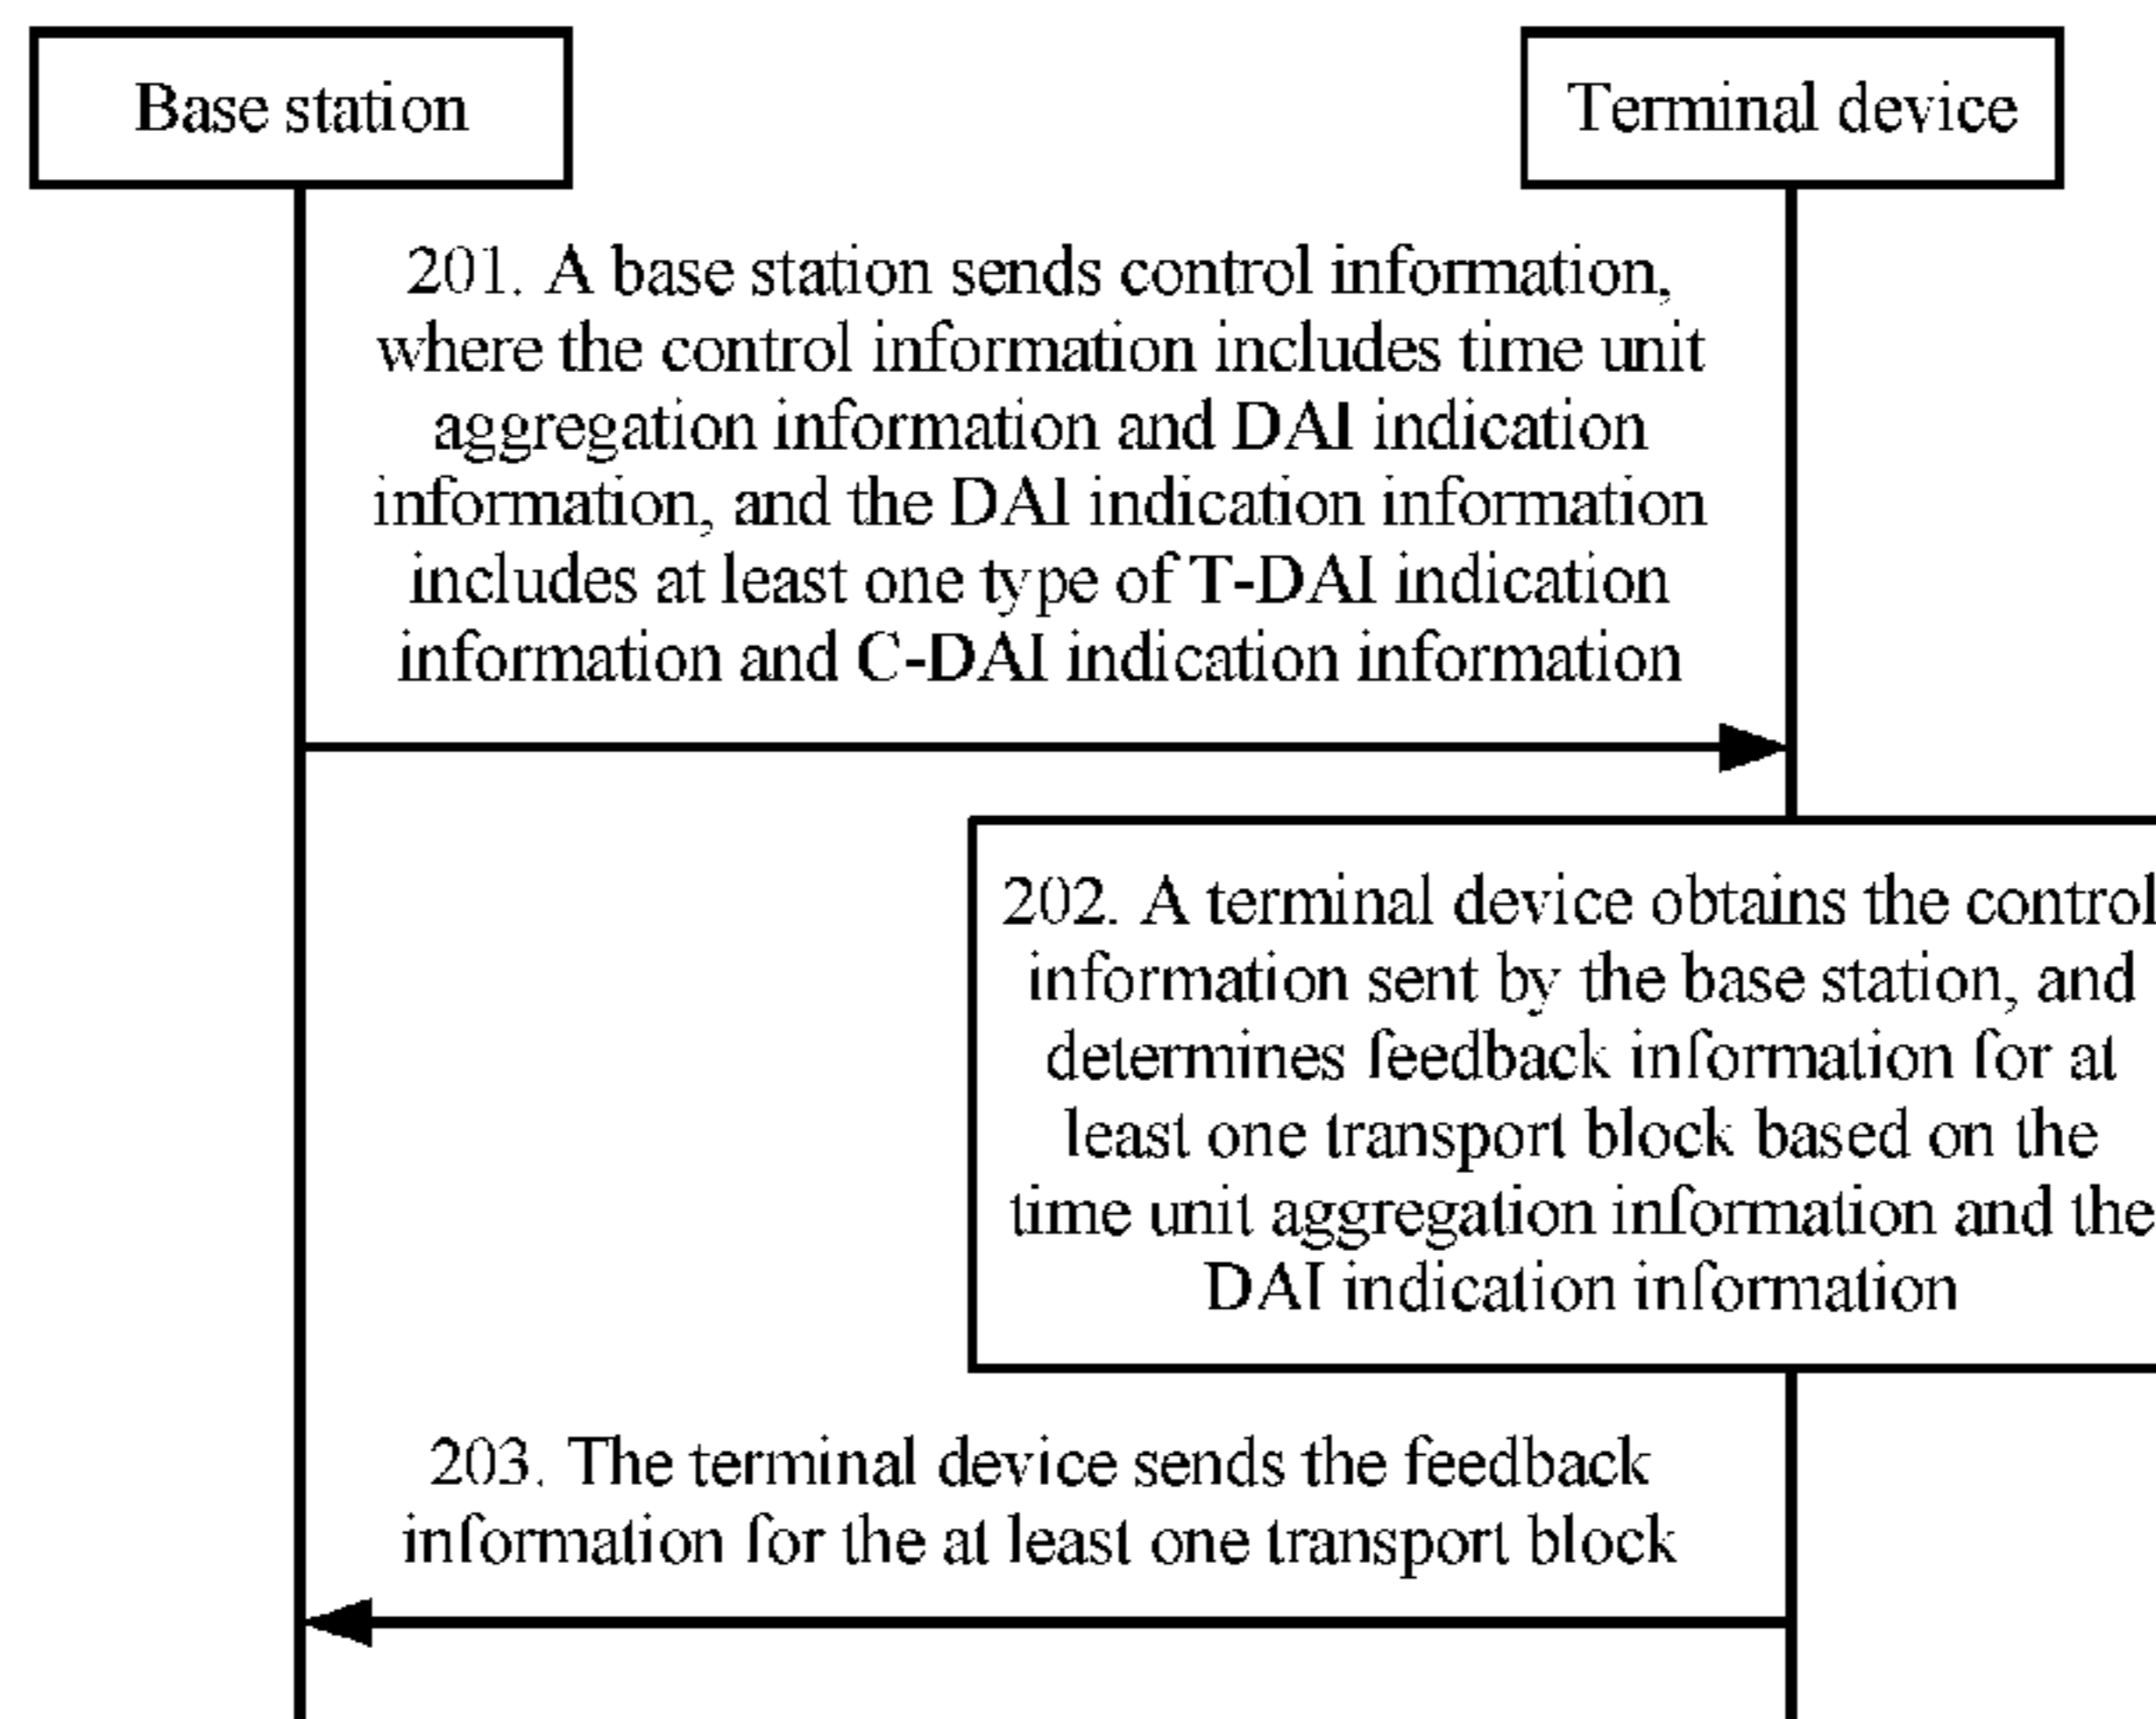 Base station
Terminal device
201. A base station sends control information,
where the control information includes time unit
aggregation information and DAI indication
information, and the DAI indication information
includes at least one type of T-DAI indication
information and C-DAI indication information
202. A terminal device obtains the control
information sent by the base station, and
determines feedback information for at
least one transport block based on the
time unit aggregation information and the
DAI indication information
203. The terminal device sends the feedback
information for the at least one transport block